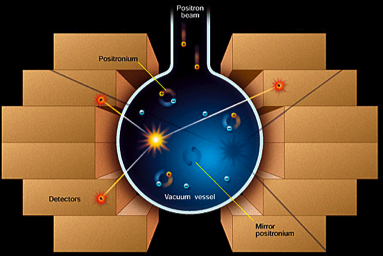 Positron
beam
Positronium
Detectors
Vacuum vessel
Mirror
positronium